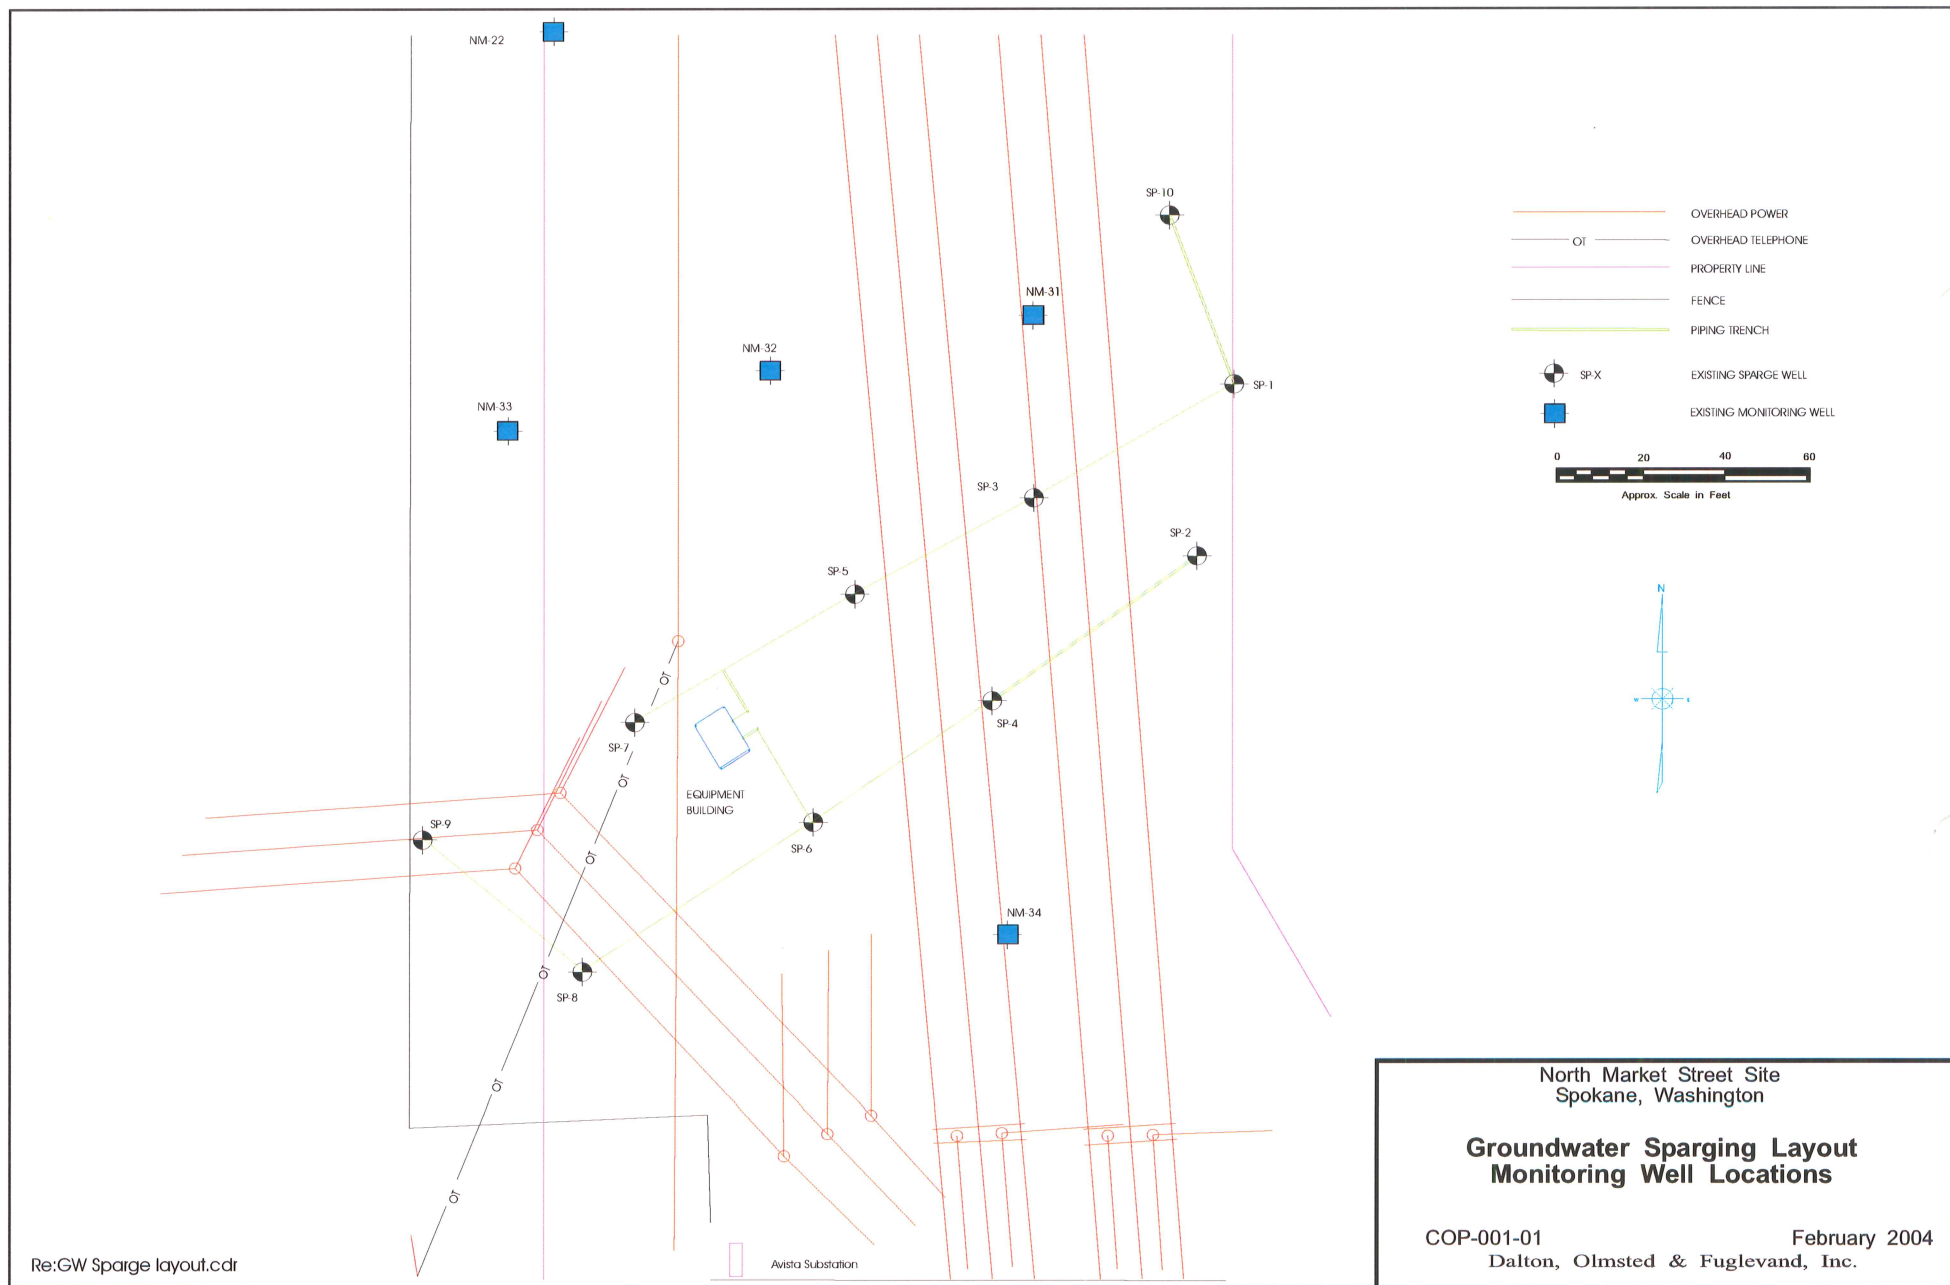 NM-22
SP-10
NM-31
NM-32
NM-33
SP-1
SP-3
SP-2
SP-5
SP-4
SP-7
SP-6
SP-9
SP-8
NM-34
EQUIPMENT
BUILDING
OT
OT
OT
OT
OT
OT
OVERHEAD POWER
OT OVERHEAD TELEPHONE
PROPERTY LINE
FENCE
PIPING TRENCH
SP-X EXISTING SPARGE WELL
EXISTING MONITORING WELL
0 20 40 60
Approx. Scale in Feet
N
W E
North Market Street Site
Spokane, Washington
Groundwater Sparging Layout
Monitoring Well Locations
COP-001-01 February 2004
Dalton, Olmsted & Fuglevand, Inc.
Avista Substation
Re:GW Sparge layout.cdr